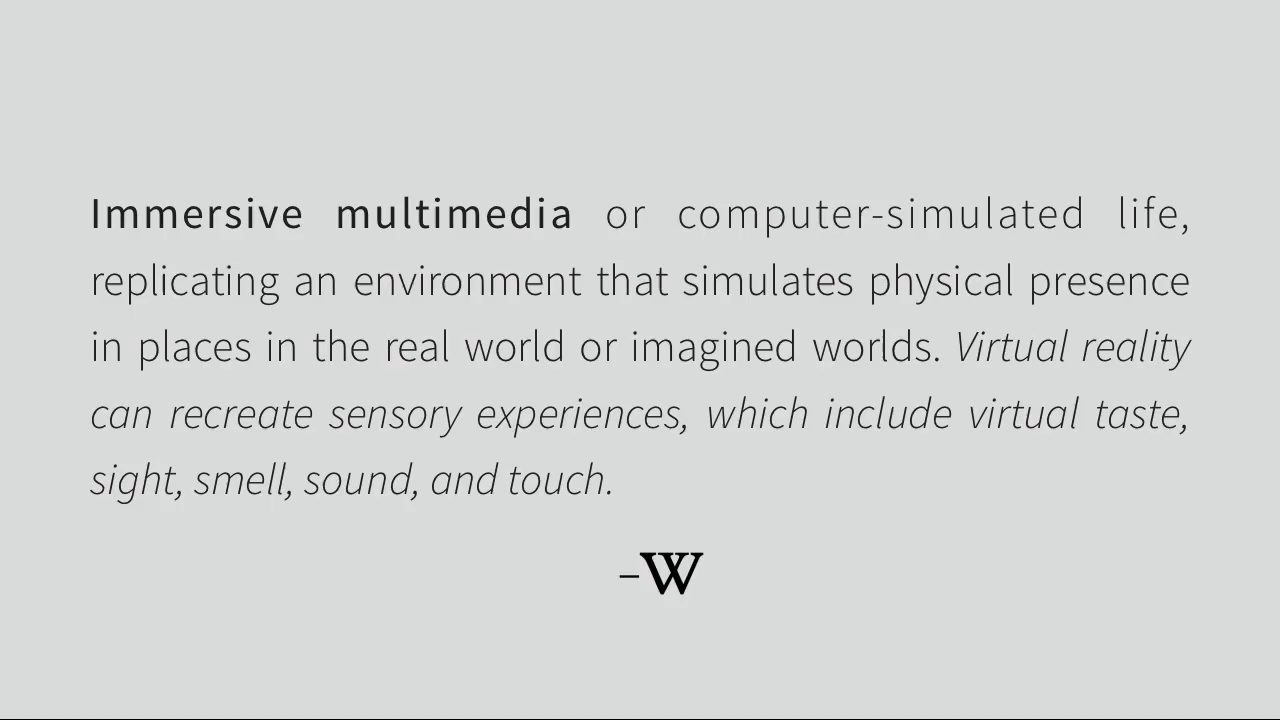 Immersive multimedia or computer-simulated life,
replicating an environment that simulates physical presence
in places in the real world or imagined worlds. Virtual reality
can recreate sensory experiences, which include virtual taste,
sight, smell, sound, and touch.
–W